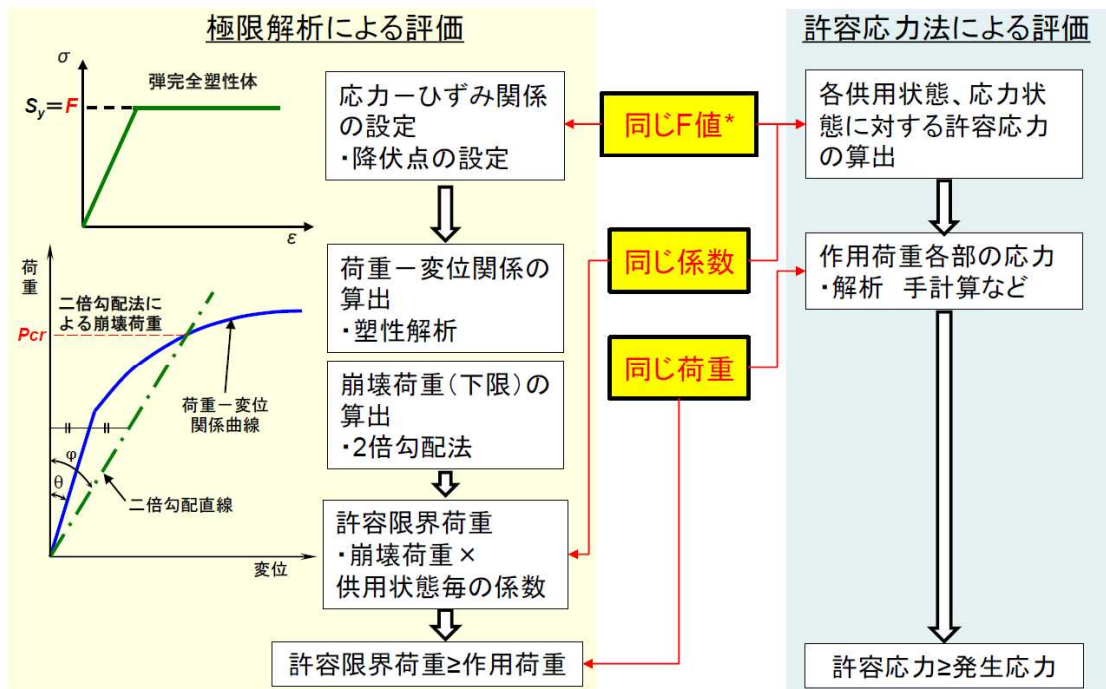 極限解析による評価
σ
弾完全塑性体
Sy＝F
ε
荷重
二倍勾配法に
よる崩壊荷重
Pcr
荷重－変位
関係曲線
φ
θ
二倍勾配直線
変位
応力－ひずみ関係
の設定
・降伏点の設定
荷重－変位関係の
算出
・塑性解析
崩壊荷重(下限)の
算出
・2倍勾配法
許容限界荷重
・崩壊荷重×
供用状態毎の係数
許容限界荷重≥作用荷重
同じF値*
同じ係数
同じ荷重
許容応力法による評価
各供用状態、応力状
態に対する許容応力
の算出
作用荷重各部の応力
・解析　手計算など
許容応力≥発生応力